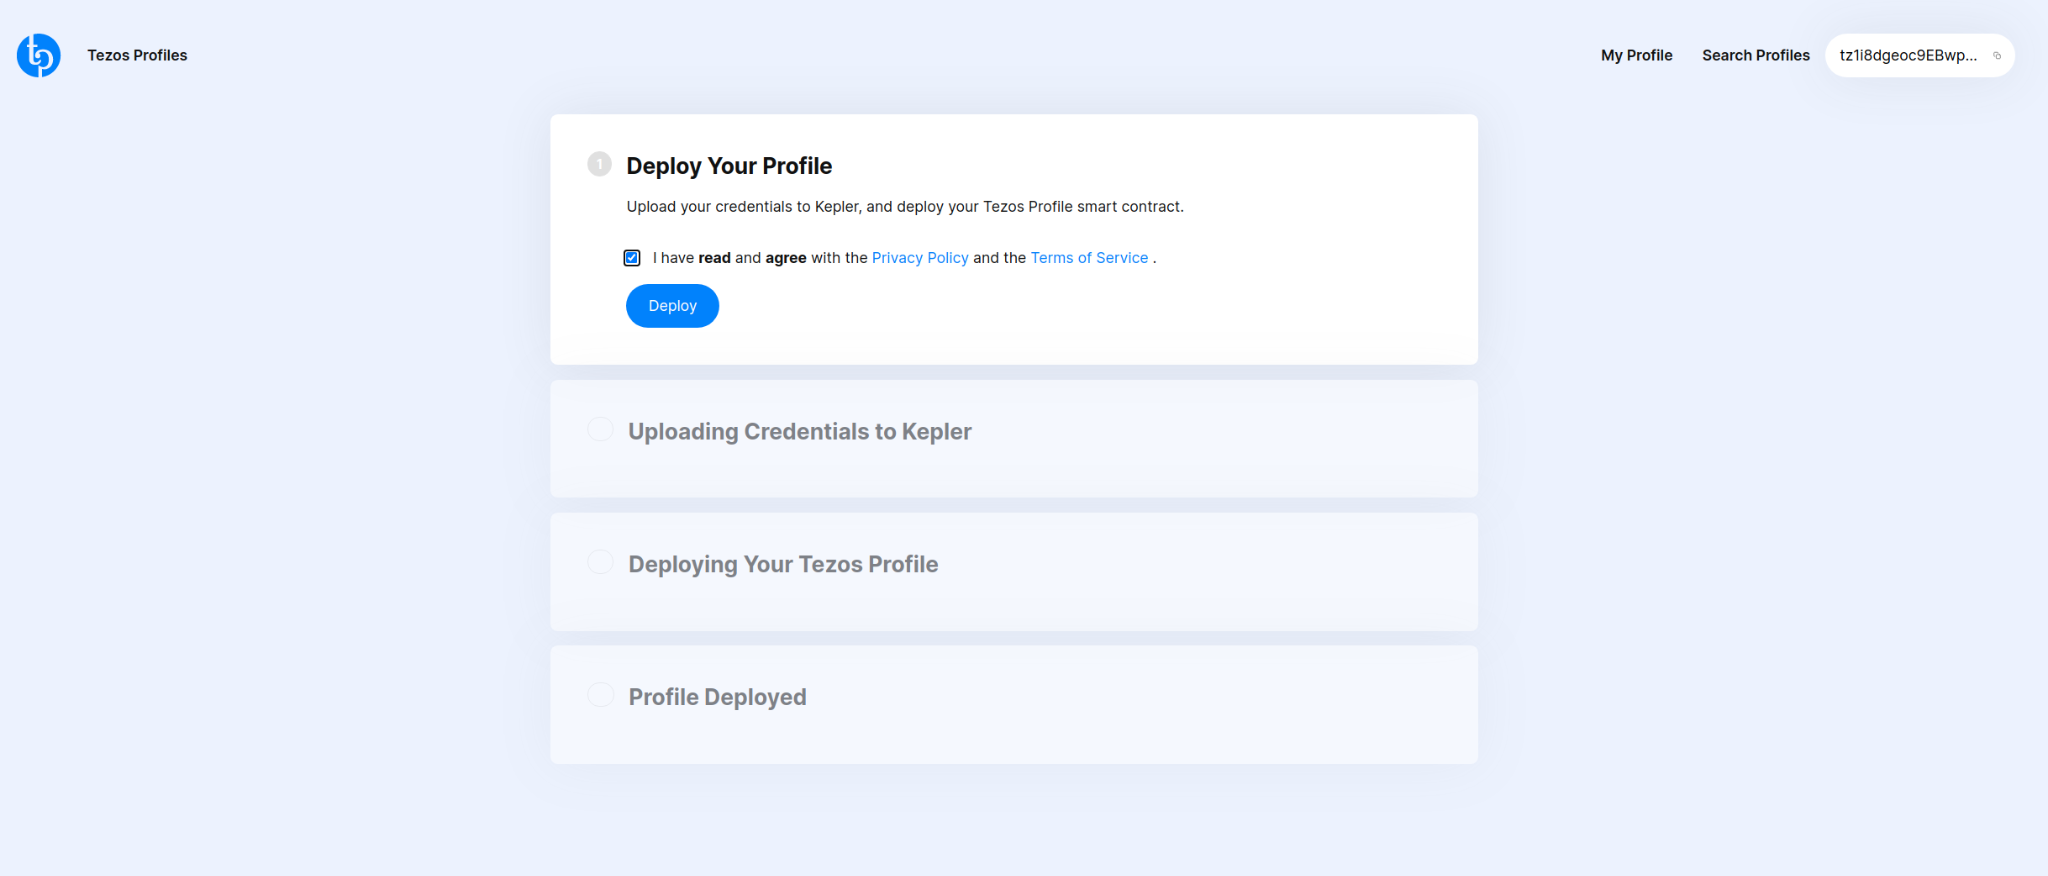 tp
Tezos Profiles
My Profile
Search Profiles
tz1i8dgeoc9EBwp...
1
Deploy Your Profile
Upload your credentials to Kepler, and deploy your Tezos Profile smart contract.
I have read and agree with the Privacy Policy and the Terms of Service .
Deploy
Uploading Credentials to Kepler
Deploying Your Tezos Profile
Profile Deployed